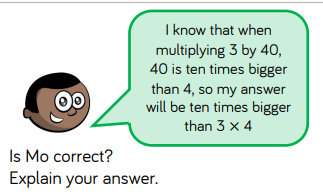 I know that when
multiplying 3 by 40,
40 is ten times bigger
than 4, so my answer
will be ten times bigger
than 3 × 4
Is Mo correct?
Explain your answer.